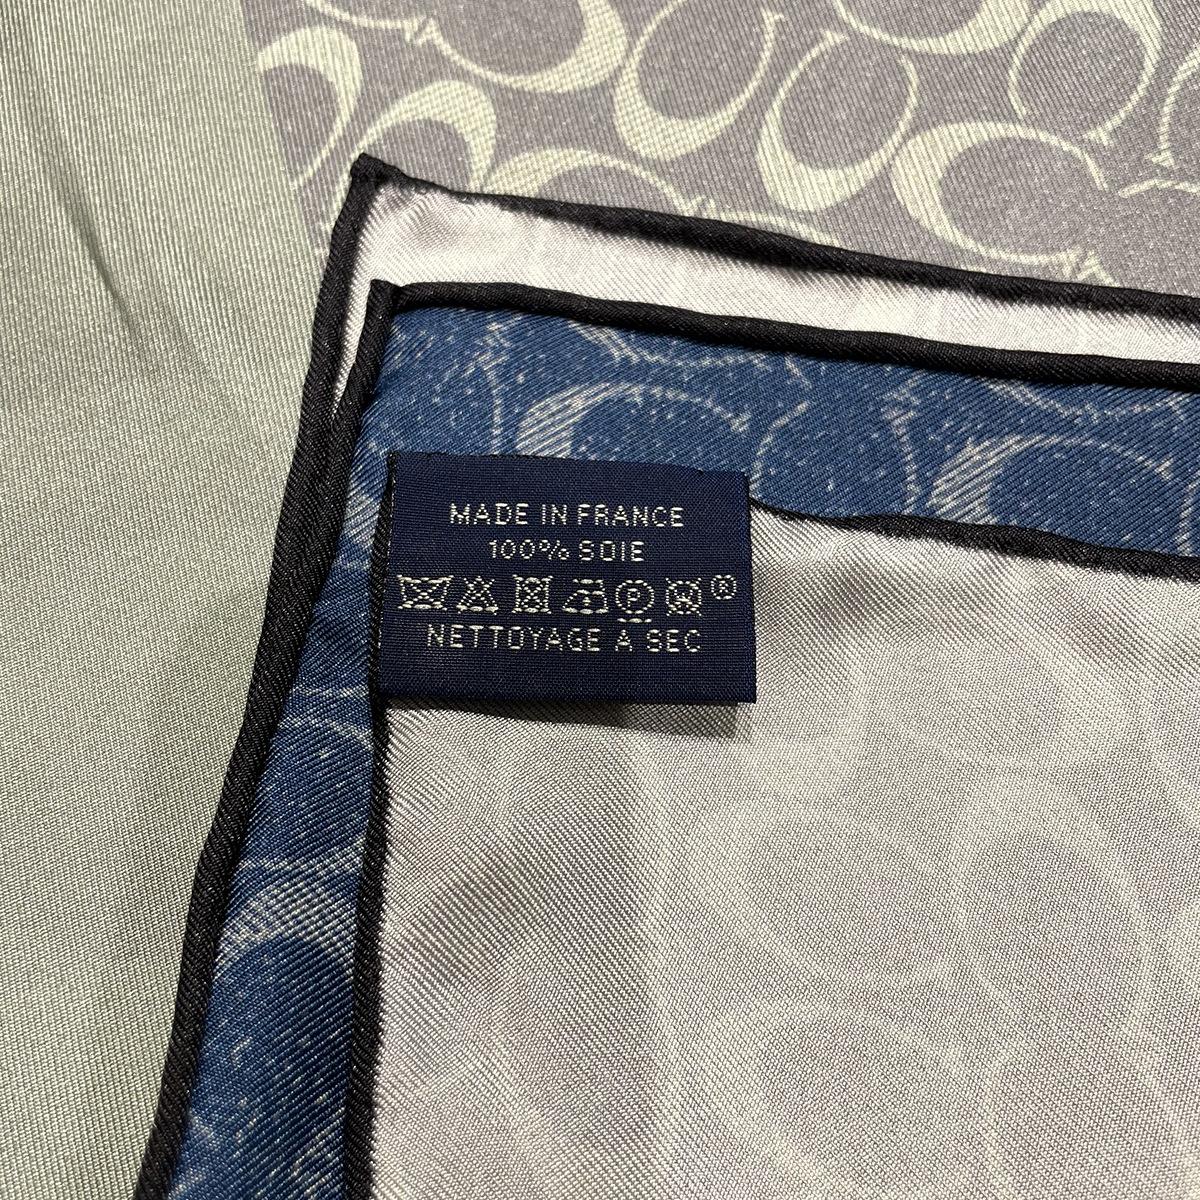 MADE IN FRANCE
100% SOIE
P ®
NETTOYAGE A SEC